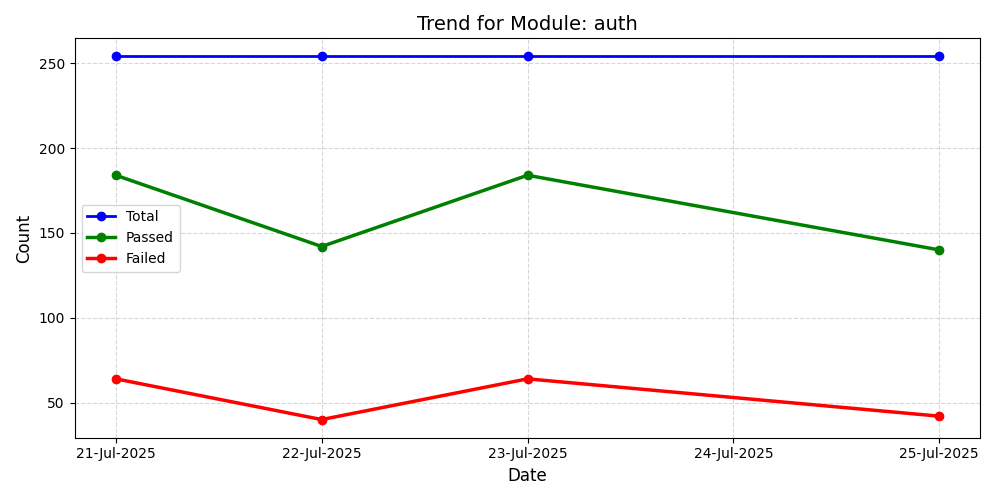 Trend for Module: auth
250
200
150
100
50
Count
Total
Passed
Failed
21-Jul-2025
22-Jul-2025
23-Jul-2025
24-Jul-2025
25-Jul-2025
Date